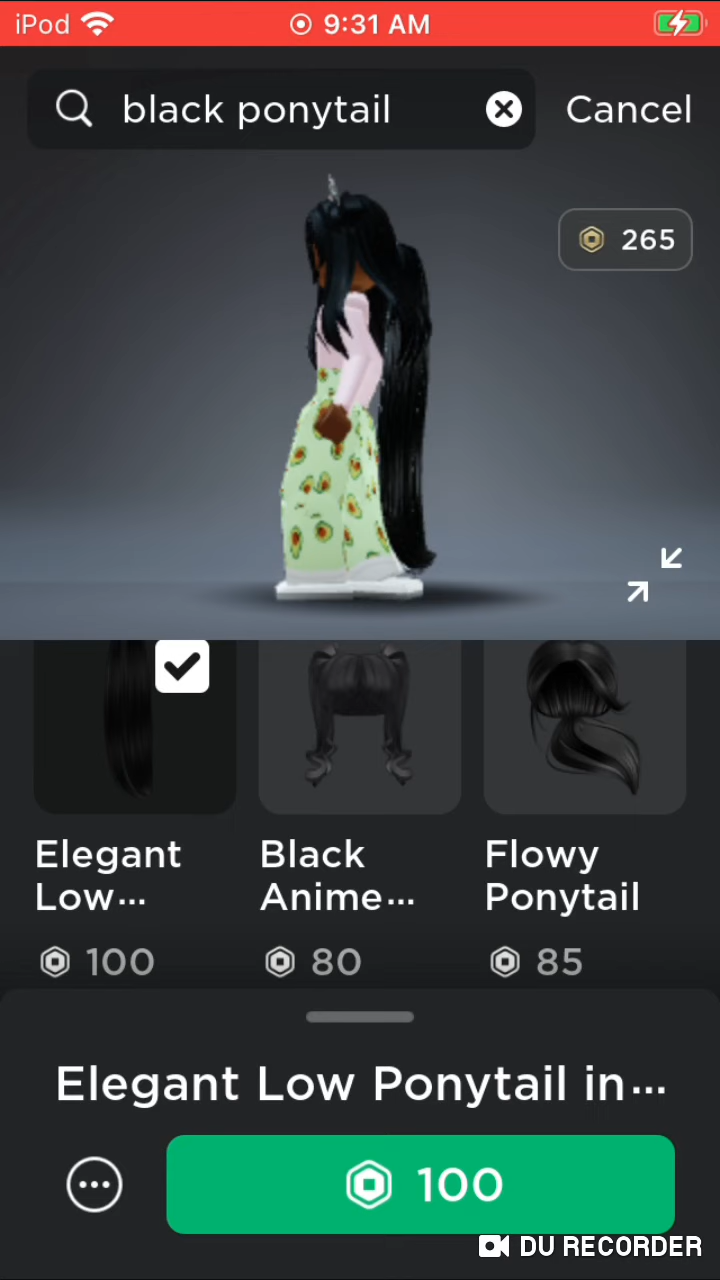 iPod 9:31 AM
black ponytail Cancel
265
Elegant Low... Black Anime... Flowy Ponytail
100 80 85
Elegant Low Ponytail in...
100
DU RECORDER